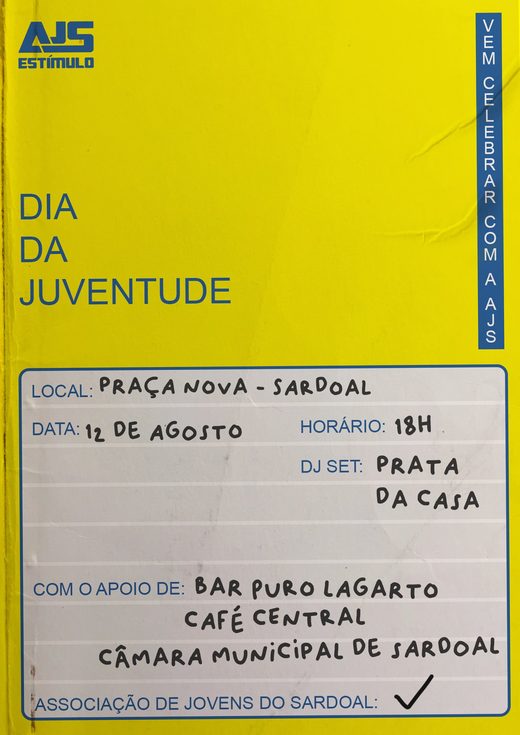 AJS
ESTÍMULO
VEM CELEBRAR COM A AJS
DIA
DA
JUVENTUDE
LOCAL: PRAÇA NOVA - SARDOAL
DATA: 12 DE AGOSTO
HORÁRIO: 18H
DJ SET: PRATA
DA CASA
COM O APOIO DE: BAR PURO LAGARTO
CAFÉ CENTRAL
CÂMARA MUNICIPAL DE SARDOAL
ASSOCIAÇÃO DE JOVENS DO SARDOAL: ✓